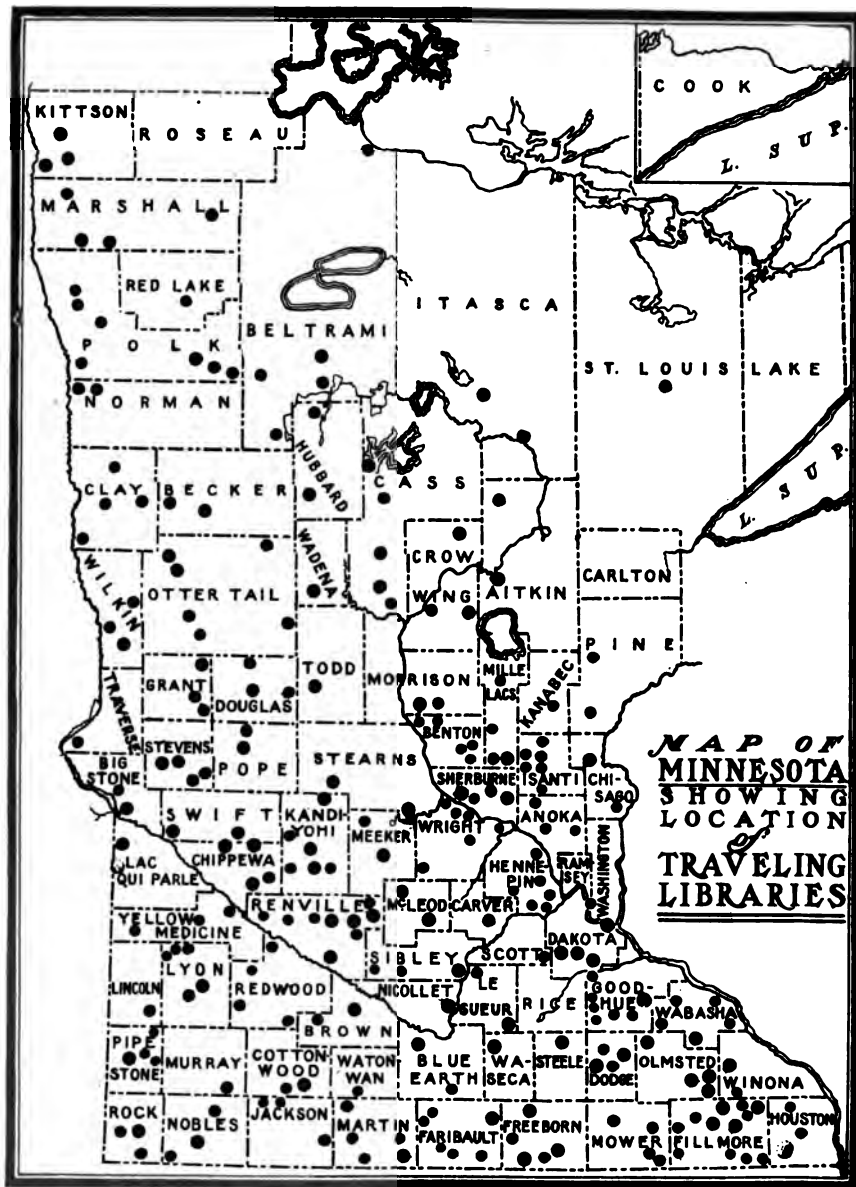 COOK
L. SUP.
KITTSON
ROSEAU
MARSHALL
RED LAKE
ITASCA
BELTRAMI
POLK
ST. LOUIS
LAKE
NORMAN
L. SUP.
HUBBARD
CASS
CLAY
BECKER
CROW
WING
WADENA
AITKIN
CARLTON
WILKIN
OTTER TAIL
PINE
TODD
MORRISON
MILLE
LACS
KANABEC
GRANT
DOUGLAS
TRAVERSE
BENTON
STEVENS
POPE
STEARNS
BIG
STONE
SHERBURNE
SANTI
CHI-
SAGO
MAP OF
MINNESOTA
SHOWING
LOCATION
of
TRAVELING
LIBRARIES
SWIFT
KANDI-
YOHI
MEEKER
WRIGHT
ANOKA
LAC
QUI PARLE
CHIPPEWA
HENNE-
PIN
RAM-
SEY
WASHINGTON
RENVILLE
McLEOD
CARVER
YELLOW
MEDICINE
SCOTT
DAKOTA
SIBLEY
LINCOLN
LYON
REDWOOD
NICOLLET
LE
SUEUR
RICE
GOOD-
HUE
WABASHA
BROWN
PIPE
STONE
MURRAY
COTTON-
WOOD
WATON-
WAN
BLUE
EARTH
WA-
SECA
STEELE
DODGE
OLMSTED
WINONA
ROCK
NOBLES
JACKSON
MARTIN
FARIBAULT
FREEBORN
MOWER
FILLMORE
HOUSTON